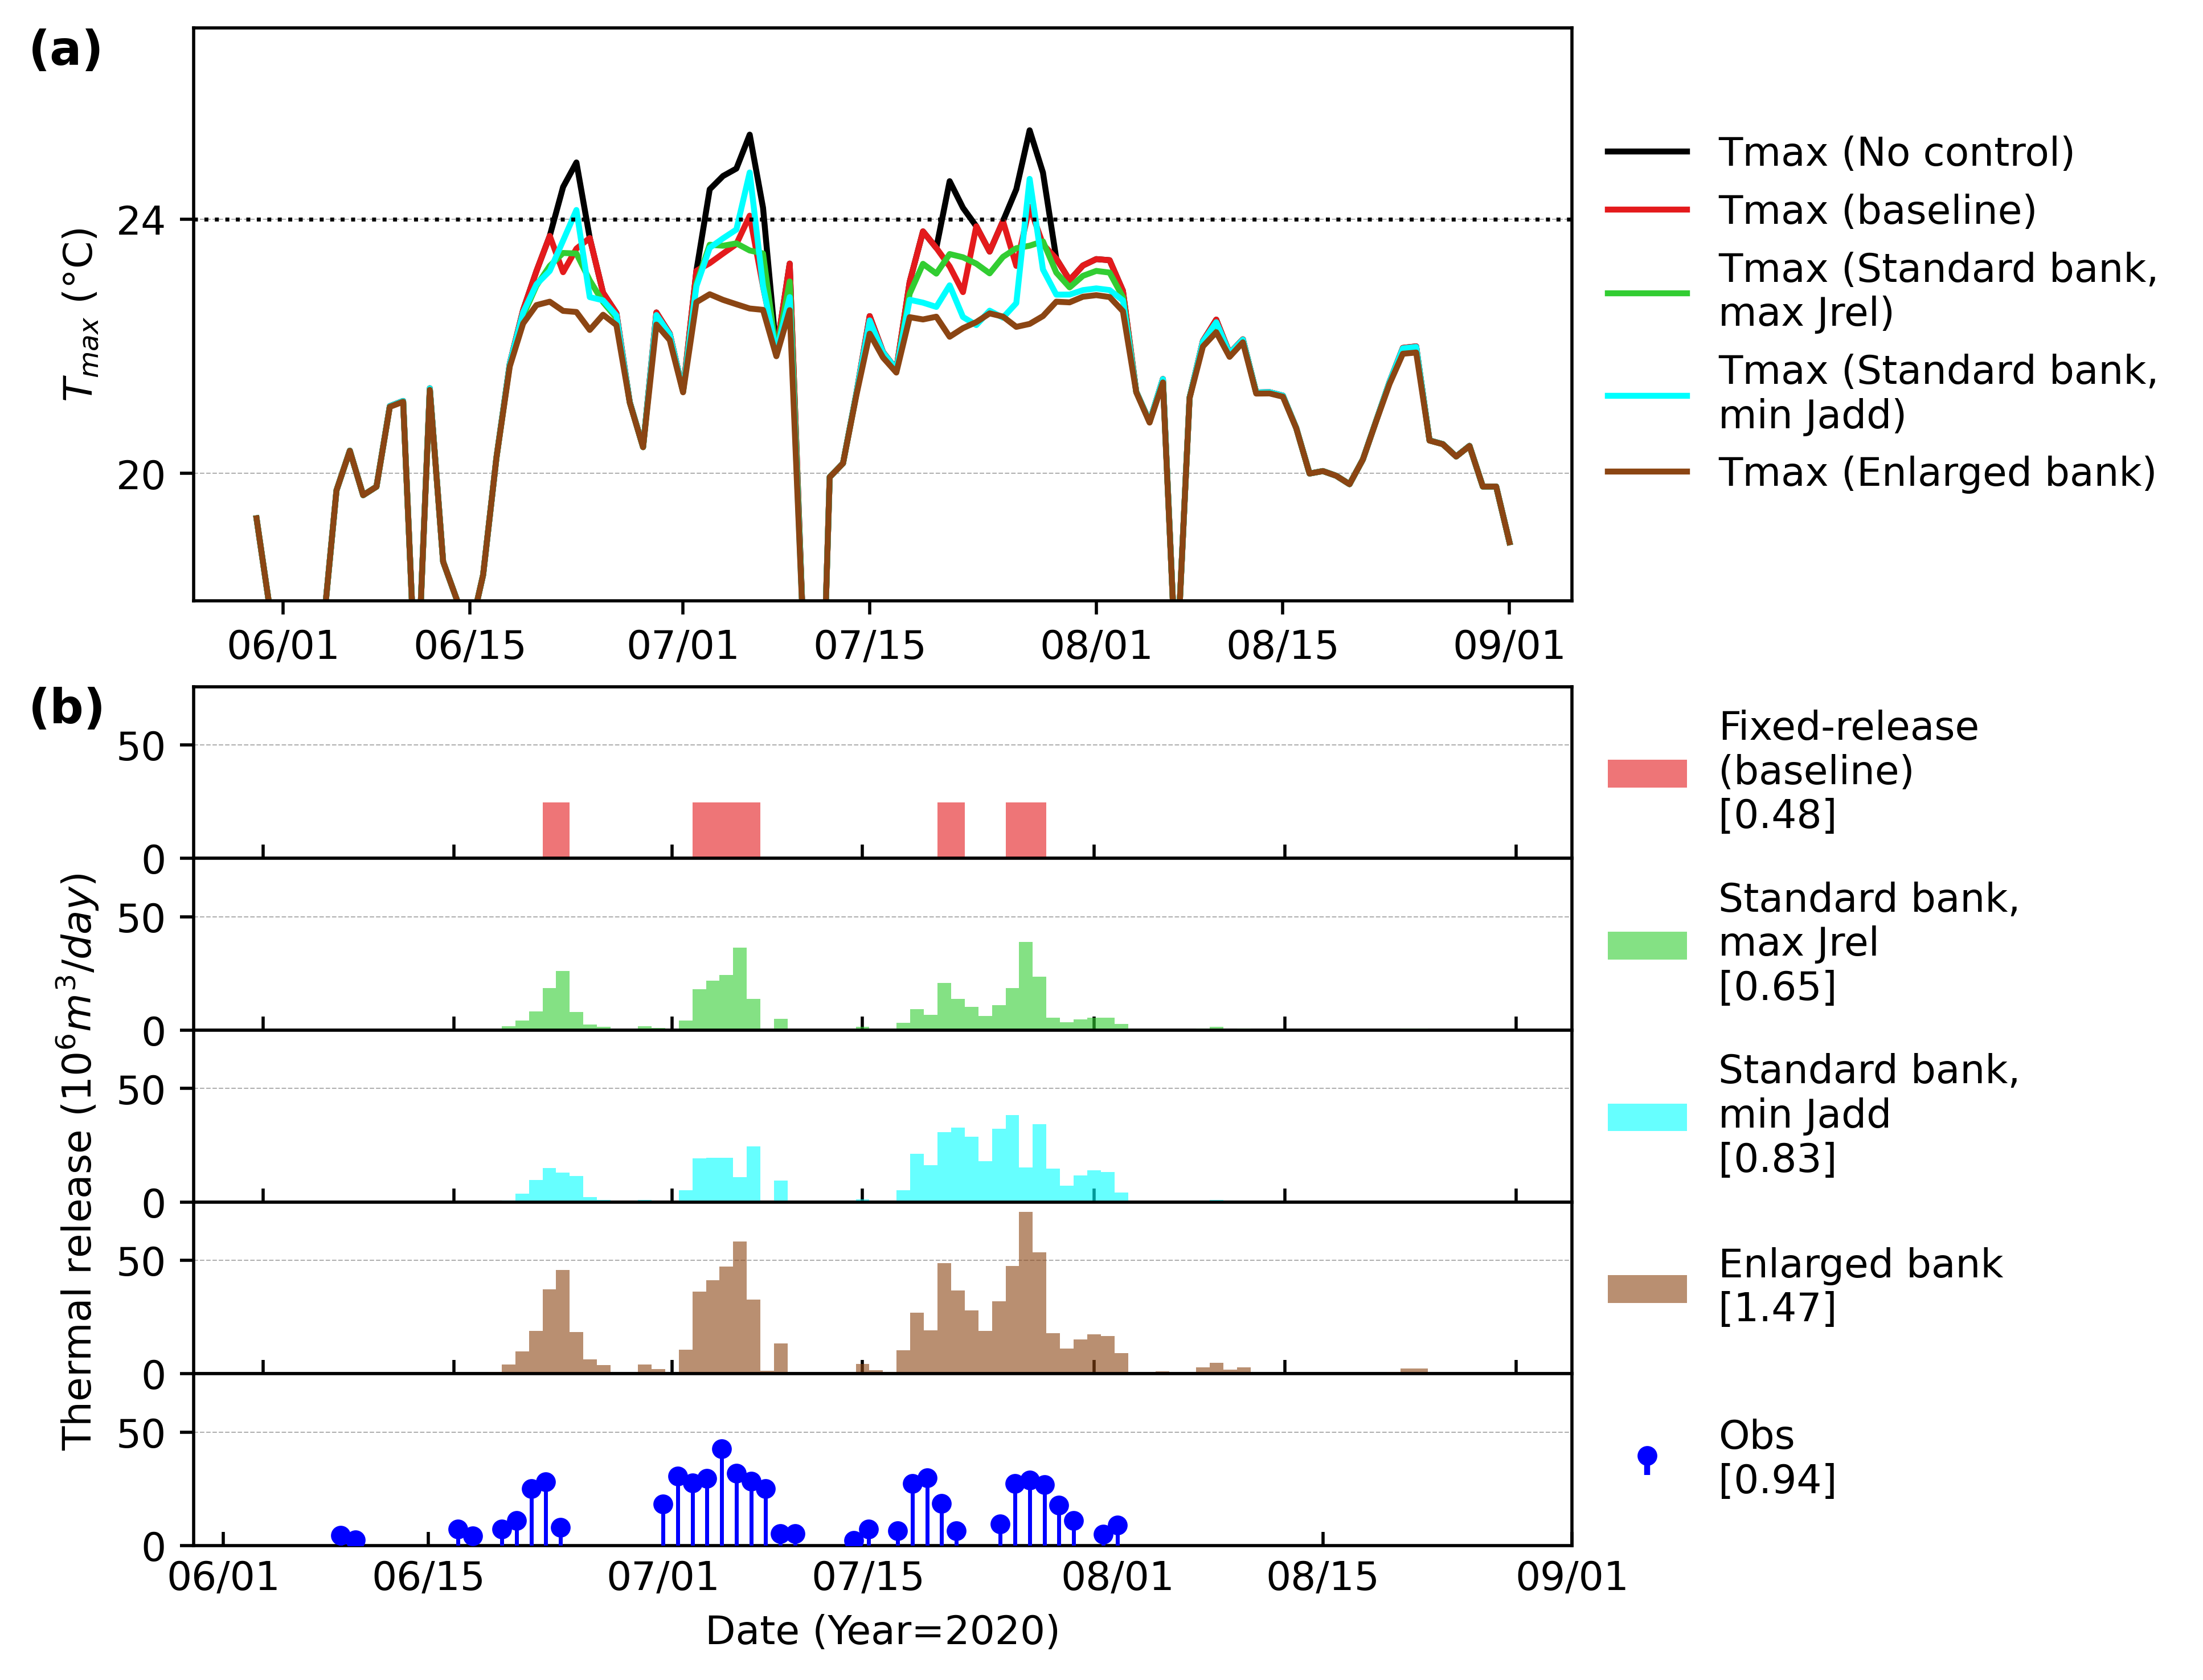 (a)
24
20
T_max (°C)
06/01 06/15 07/01 07/15 08/01 08/15 09/01
Tmax (No control)
Tmax (baseline)
Tmax (Standard bank,
max Jrel)
Tmax (Standard bank,
min Jadd)
Tmax (Enlarged bank)
(b)
Thermal release (10^6 m^3/day)
50
0
50
0
50
0
50
0
50
0
Fixed-release
(baseline)
[0.48]
Standard bank,
max Jrel
[0.65]
Standard bank,
min Jadd
[0.83]
Enlarged bank
[1.47]
Obs
[0.94]
06/01 06/15 07/01 07/15 08/01 08/15 09/01
Date (Year=2020)